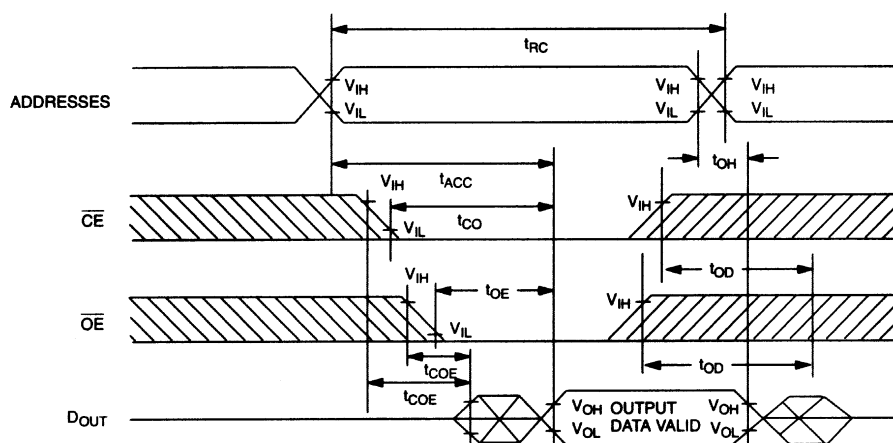 tRC
ADDRESSES
VIH
VIL
VIH
VIL
VIH
VIL
tOH
tACC
CE
VIH
tCO
VIL
VIH
tOD
OE
VIH
tOE
VIL
VIH
tOD
tCOE
tCOE
DOUT
VOH OUTPUT VOH
VOL DATA VALID VOL